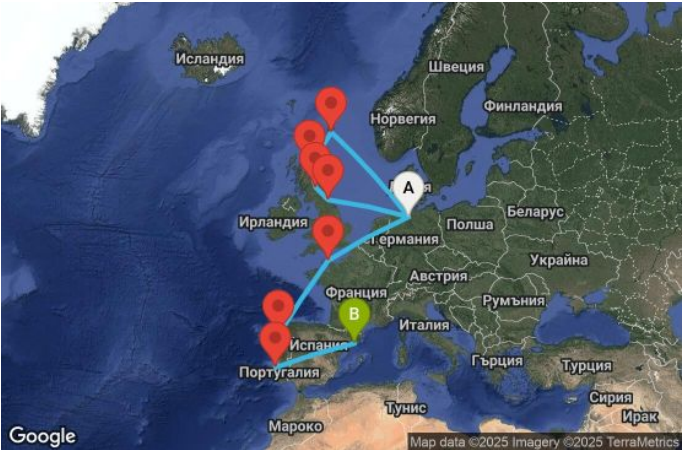 Исландия
Швеция
Финландия
Норвегия
A
Ирландия
Полша
Беларус
Германия
Украйна
Австрия
Франция
Румъния
B
Италия
Испания
Гърция
Турция
Португалия
Сирия
Тунис
Ирак
Мароко
Google
Map data ©2025 Imagery ©2025 TerraMetrics